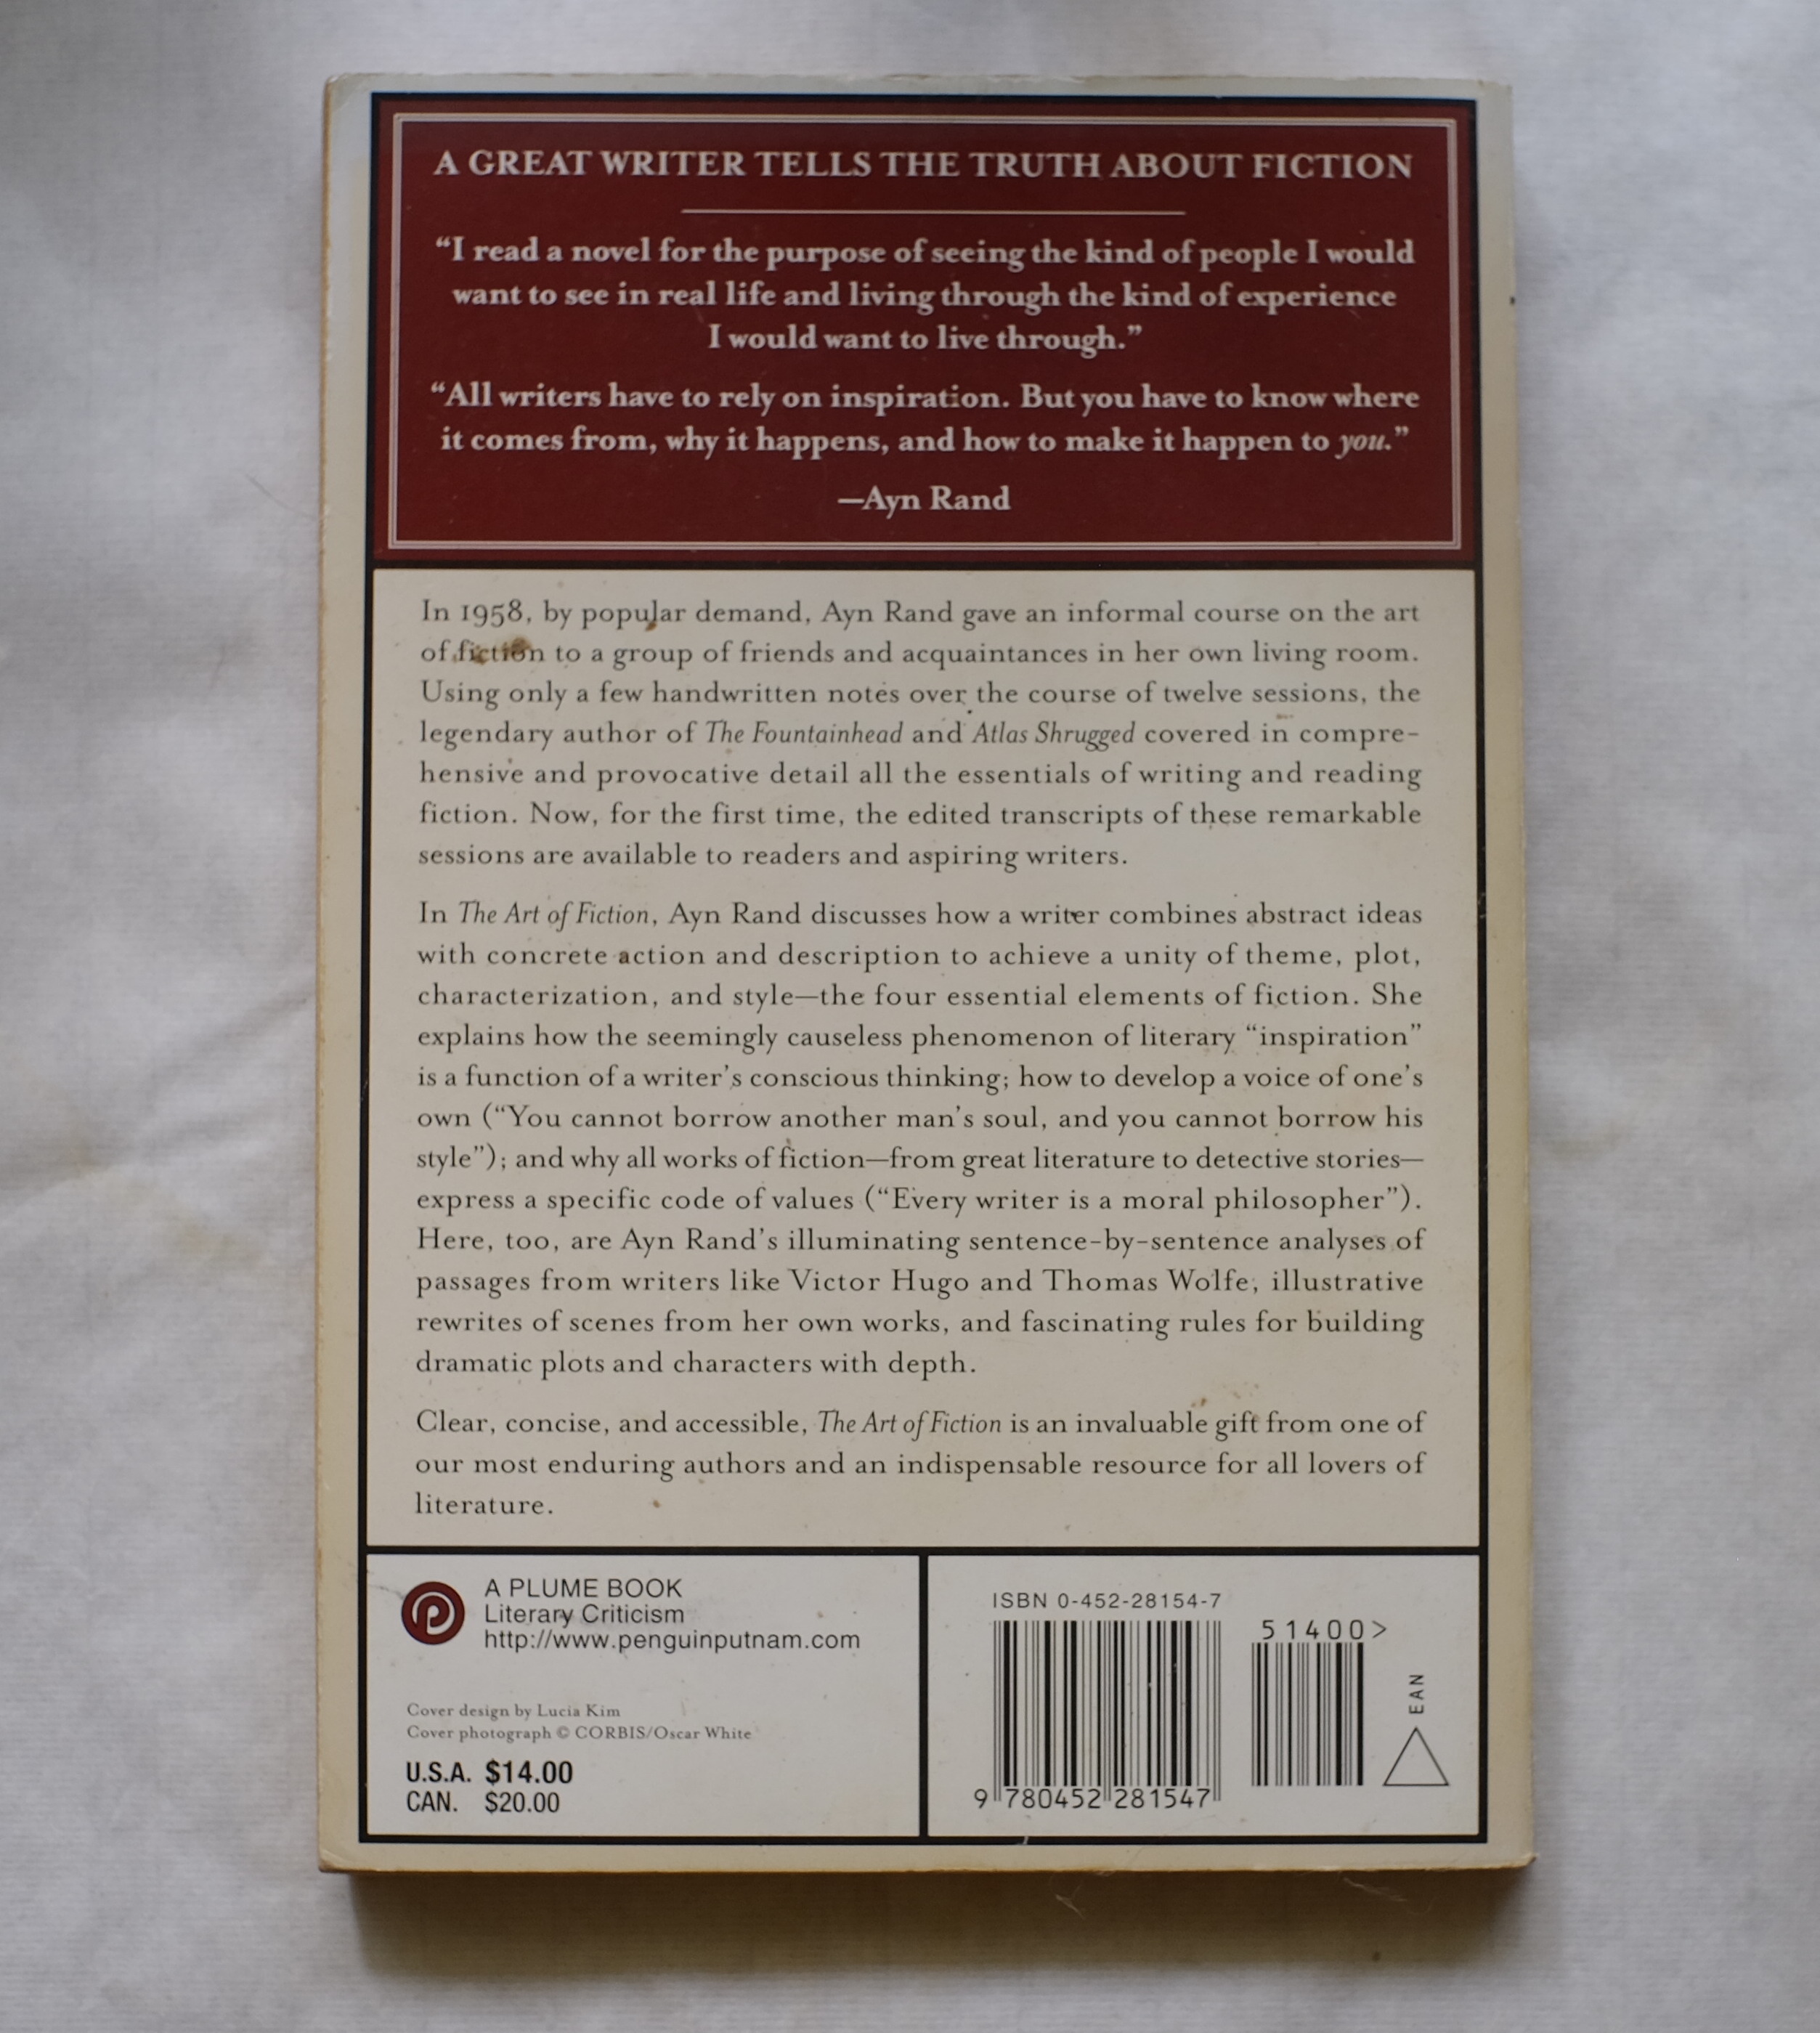 A GREAT WRITER TELLS THE TRUTH ABOUT FICTION
“I read a novel for the purpose of seeing the kind of people I would
want to see in real life and living through the kind of experience
I would want to live through.”
“All writers have to rely on inspiration. But you have to know where
it comes from, why it happens, and how to make it happen to you.”
—Ayn Rand
In 1958, by popular demand, Ayn Rand gave an informal course on the art
of fiction to a group of friends and acquaintances in her own living room.
Using only a few handwritten notes over the course of twelve sessions, the
legendary author of The Fountainhead and Atlas Shrugged covered in compre-
hensive and provocative detail all the essentials of writing and reading
fiction. Now, for the first time, the edited transcripts of these remarkable
sessions are available to readers and aspiring writers.
In The Art of Fiction, Ayn Rand discusses how a writer combines abstract ideas
with concrete action and description to achieve a unity of theme, plot,
characterization, and style—the four essential elements of fiction. She
explains how the seemingly causeless phenomenon of literary “inspiration”
is a function of a writer’s conscious thinking; how to develop a voice of one’s
own (“You cannot borrow another man’s soul, and you cannot borrow his
style”); and why all works of fiction—from great literature to detective stories—
express a specific code of values (“Every writer is a moral philosopher”).
Here, too, are Ayn Rand’s illuminating sentence-by-sentence analyses of
passages from writers like Victor Hugo and Thomas Wolfe, illustrative
rewrites of scenes from her own works, and fascinating rules for building
dramatic plots and characters with depth.
Clear, concise, and accessible, The Art of Fiction is an invaluable gift from one of
our most enduring authors and an indispensable resource for all lovers of
literature.
A PLUME BOOK
Literary Criticism
http://www.penguinputnam.com
Cover design by Lucia Kim
Cover photograph © CORBIS/Oscar White
U.S.A. $14.00
CAN. $20.00
ISBN 0-452-28154-7
51400>
EAN
9 780452 281547